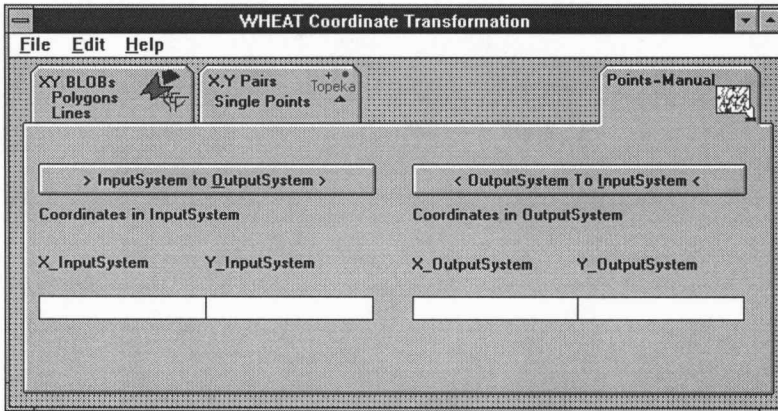 WHEAT Coordinate Transformation
File Edit Help
XY BLOBs
Polygons
Lines
X,Y Pairs
Single Points
Topeka
Points-Manual
> InputSystem to OutputSystem >
< OutputSystem To InputSystem <
Coordinates in InputSystem
Coordinates in OutputSystem
X_InputSystem Y_InputSystem
X_OutputSystem Y_OutputSystem